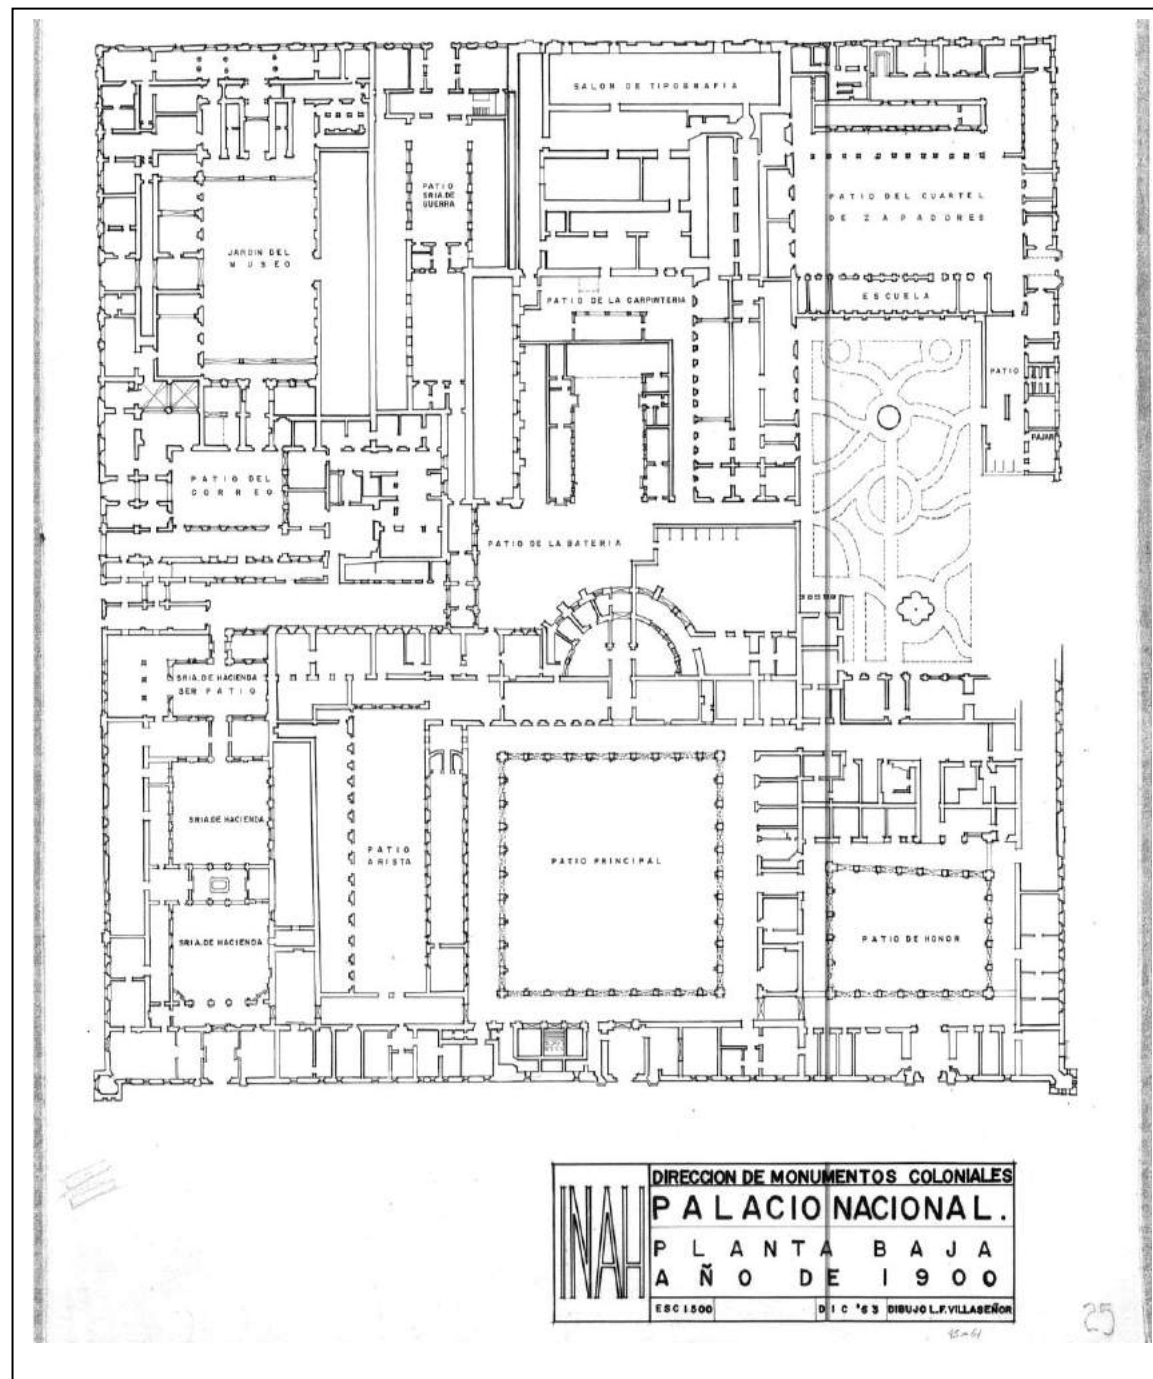 SALON DE TIPOGRAFIA
PATIO
SRIA DE
GUERRA
PATIO DEL CUARTEL
DE ZAPADORES
JARDIN DEL
MUSEO
PATIO DE LA CARPINTERIA
ESCUELA
PATIO
PAJAR
PATIO DEL
CORREO
PATIO DE LA BATERIA
SRIA. DE HACIENDA
3ER PATIO
SRIA. DE HACIENDA
PATIO
ARISTA
PATIO PRINCIPAL
SRIA. DE HACIENDA
PATIO DE HONOR
INAH
DIRECCION DE MONUMENTOS COLONIALES
PALACIO NACIONAL.
PLANTA BAJA
AÑO DE 1900
ESC 1.500
DIC '63
DIBUJO L.F. VILLASEÑOR
25